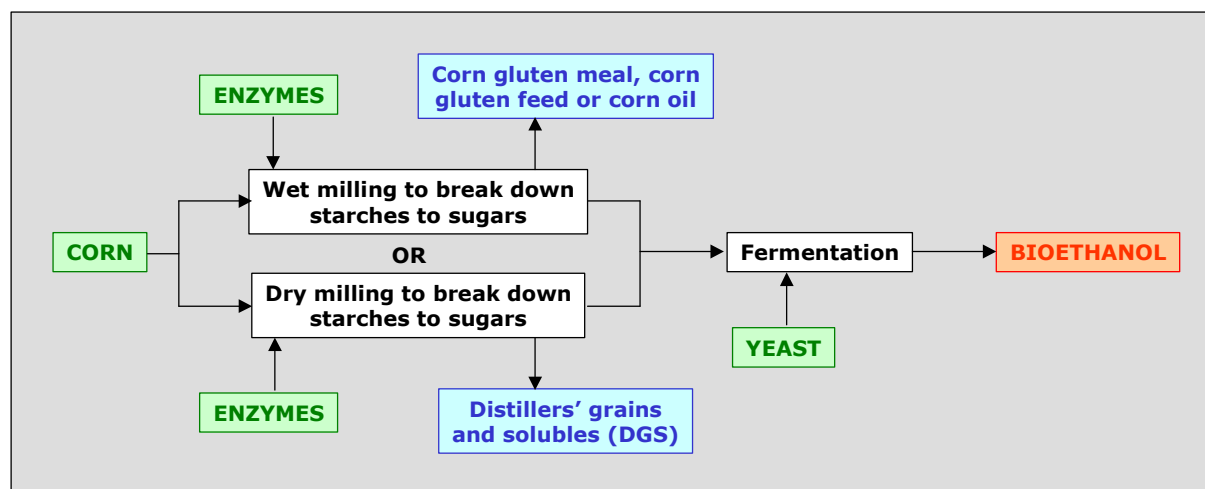 Corn gluten meal, corn
gluten feed or corn oil
ENZYMES
Wet milling to break down
starches to sugars
CORN
OR
Fermentation
BIOETHANOL
Dry milling to break down
starches to sugars
YEAST
ENZYMES
Distillers’ grains
and solubles (DGS)